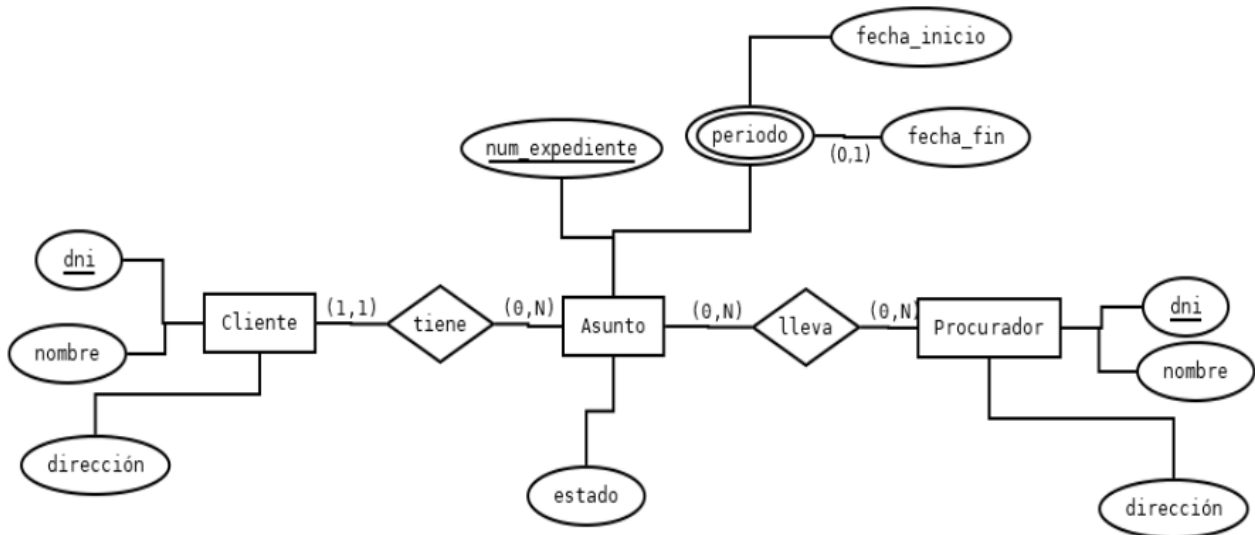 fecha_inicio
periodo
fecha_fin
(0,1)
num_expediente
dni
nombre
dirección
Cliente
(1,1)
tiene
(0,N)
Asunto
(0,N)
lleva
(0,N)
Procurador
dni
nombre
estado
dirección